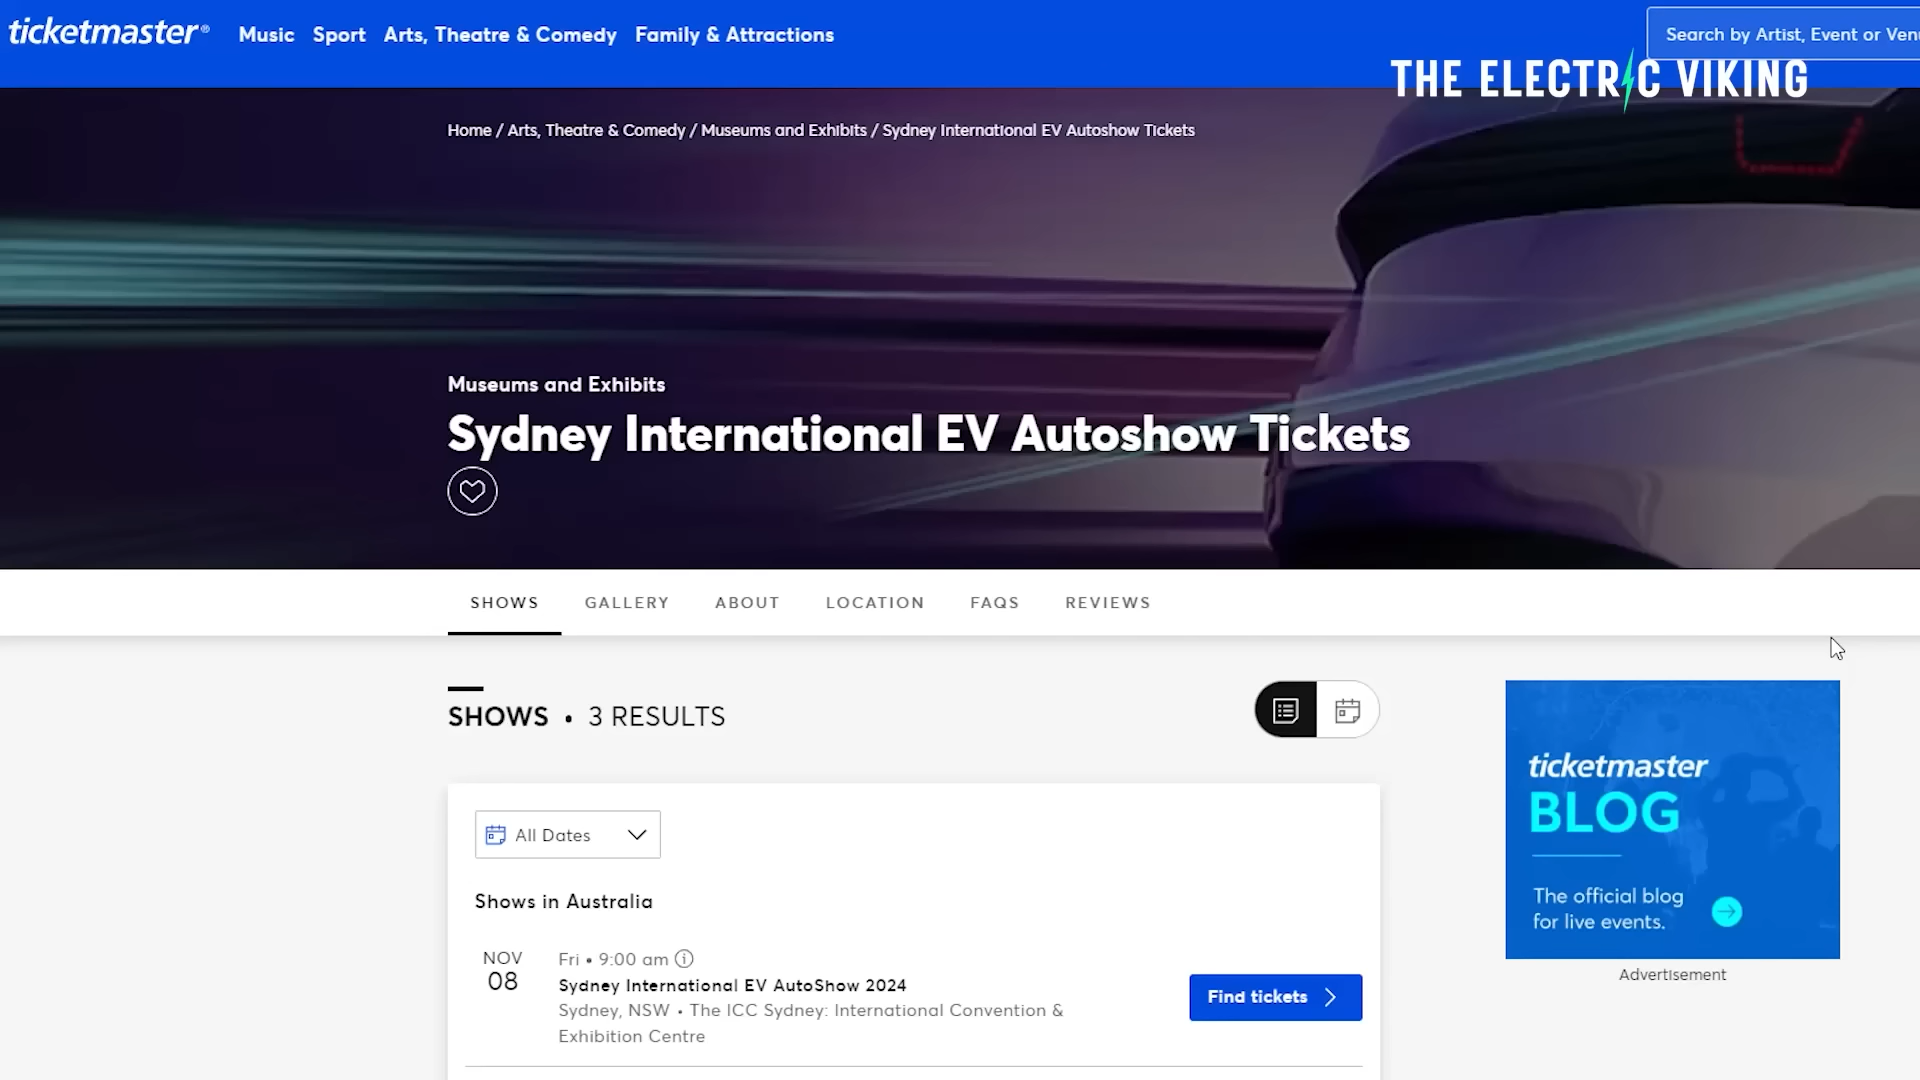 ticketmaster®
Music Sport Arts, Theatre & Comedy Family & Attractions
Search by Artist, Event or Venu
THE ELECTRIC VIKING
Home / Arts, Theatre & Comedy / Museums and Exhibits / Sydney International EV Autoshow Tickets
Museums and Exhibits
Sydney International EV Autoshow Tickets
SHOWS GALLERY ABOUT LOCATION FAQS REVIEWS
SHOWS • 3 RESULTS
All Dates
Shows in Australia
NOV
08
Fri • 9:00 am
Sydney International EV AutoShow 2024
Sydney, NSW • The ICC Sydney: International Convention &
Exhibition Centre
Find tickets
ticketmaster
BLOG
The official blog
for live events.
Advertisement